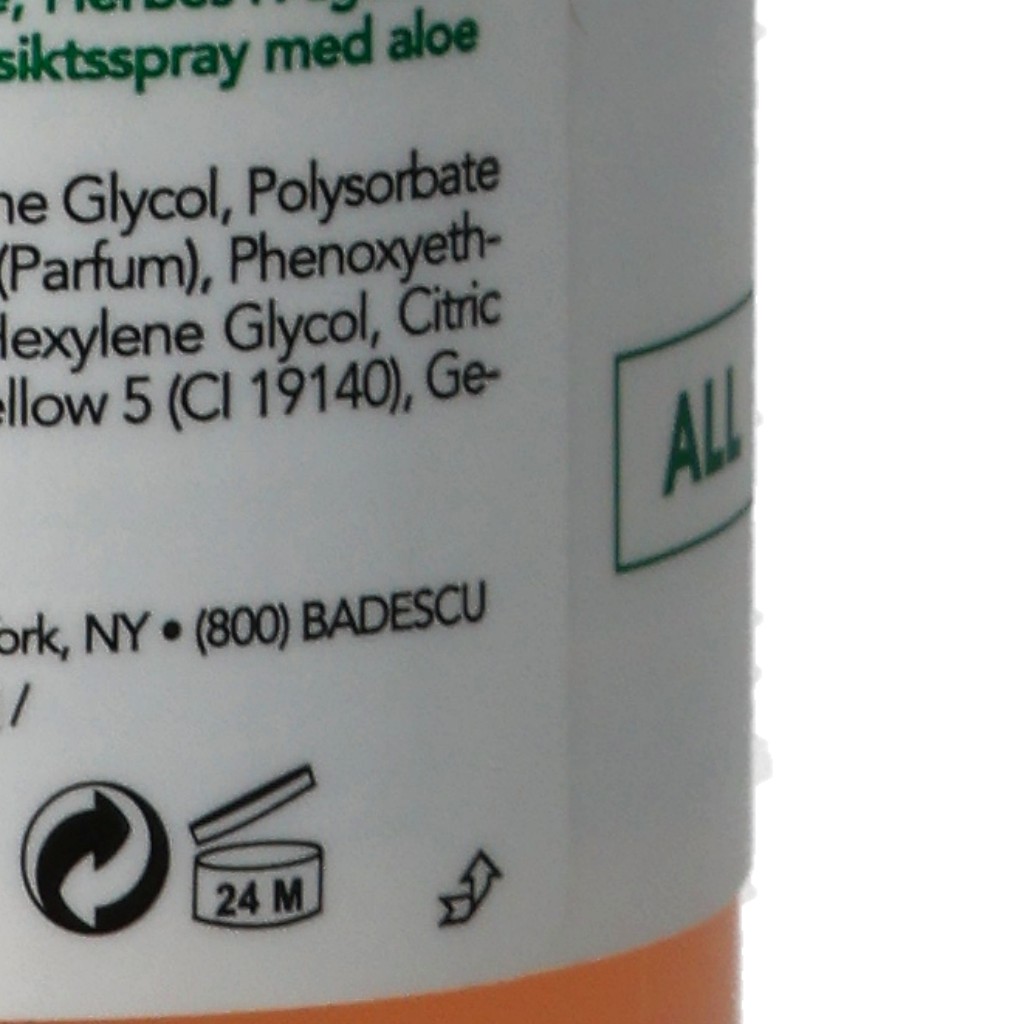 siktsspray med aloe
ne Glycol, Polysorbate
(Parfum), Phenoxyeth-
Hexylene Glycol, Citric
ellow 5 (CI 19140), Ge-
ork, NY • (800) BADESCU
/
24 M
ALL